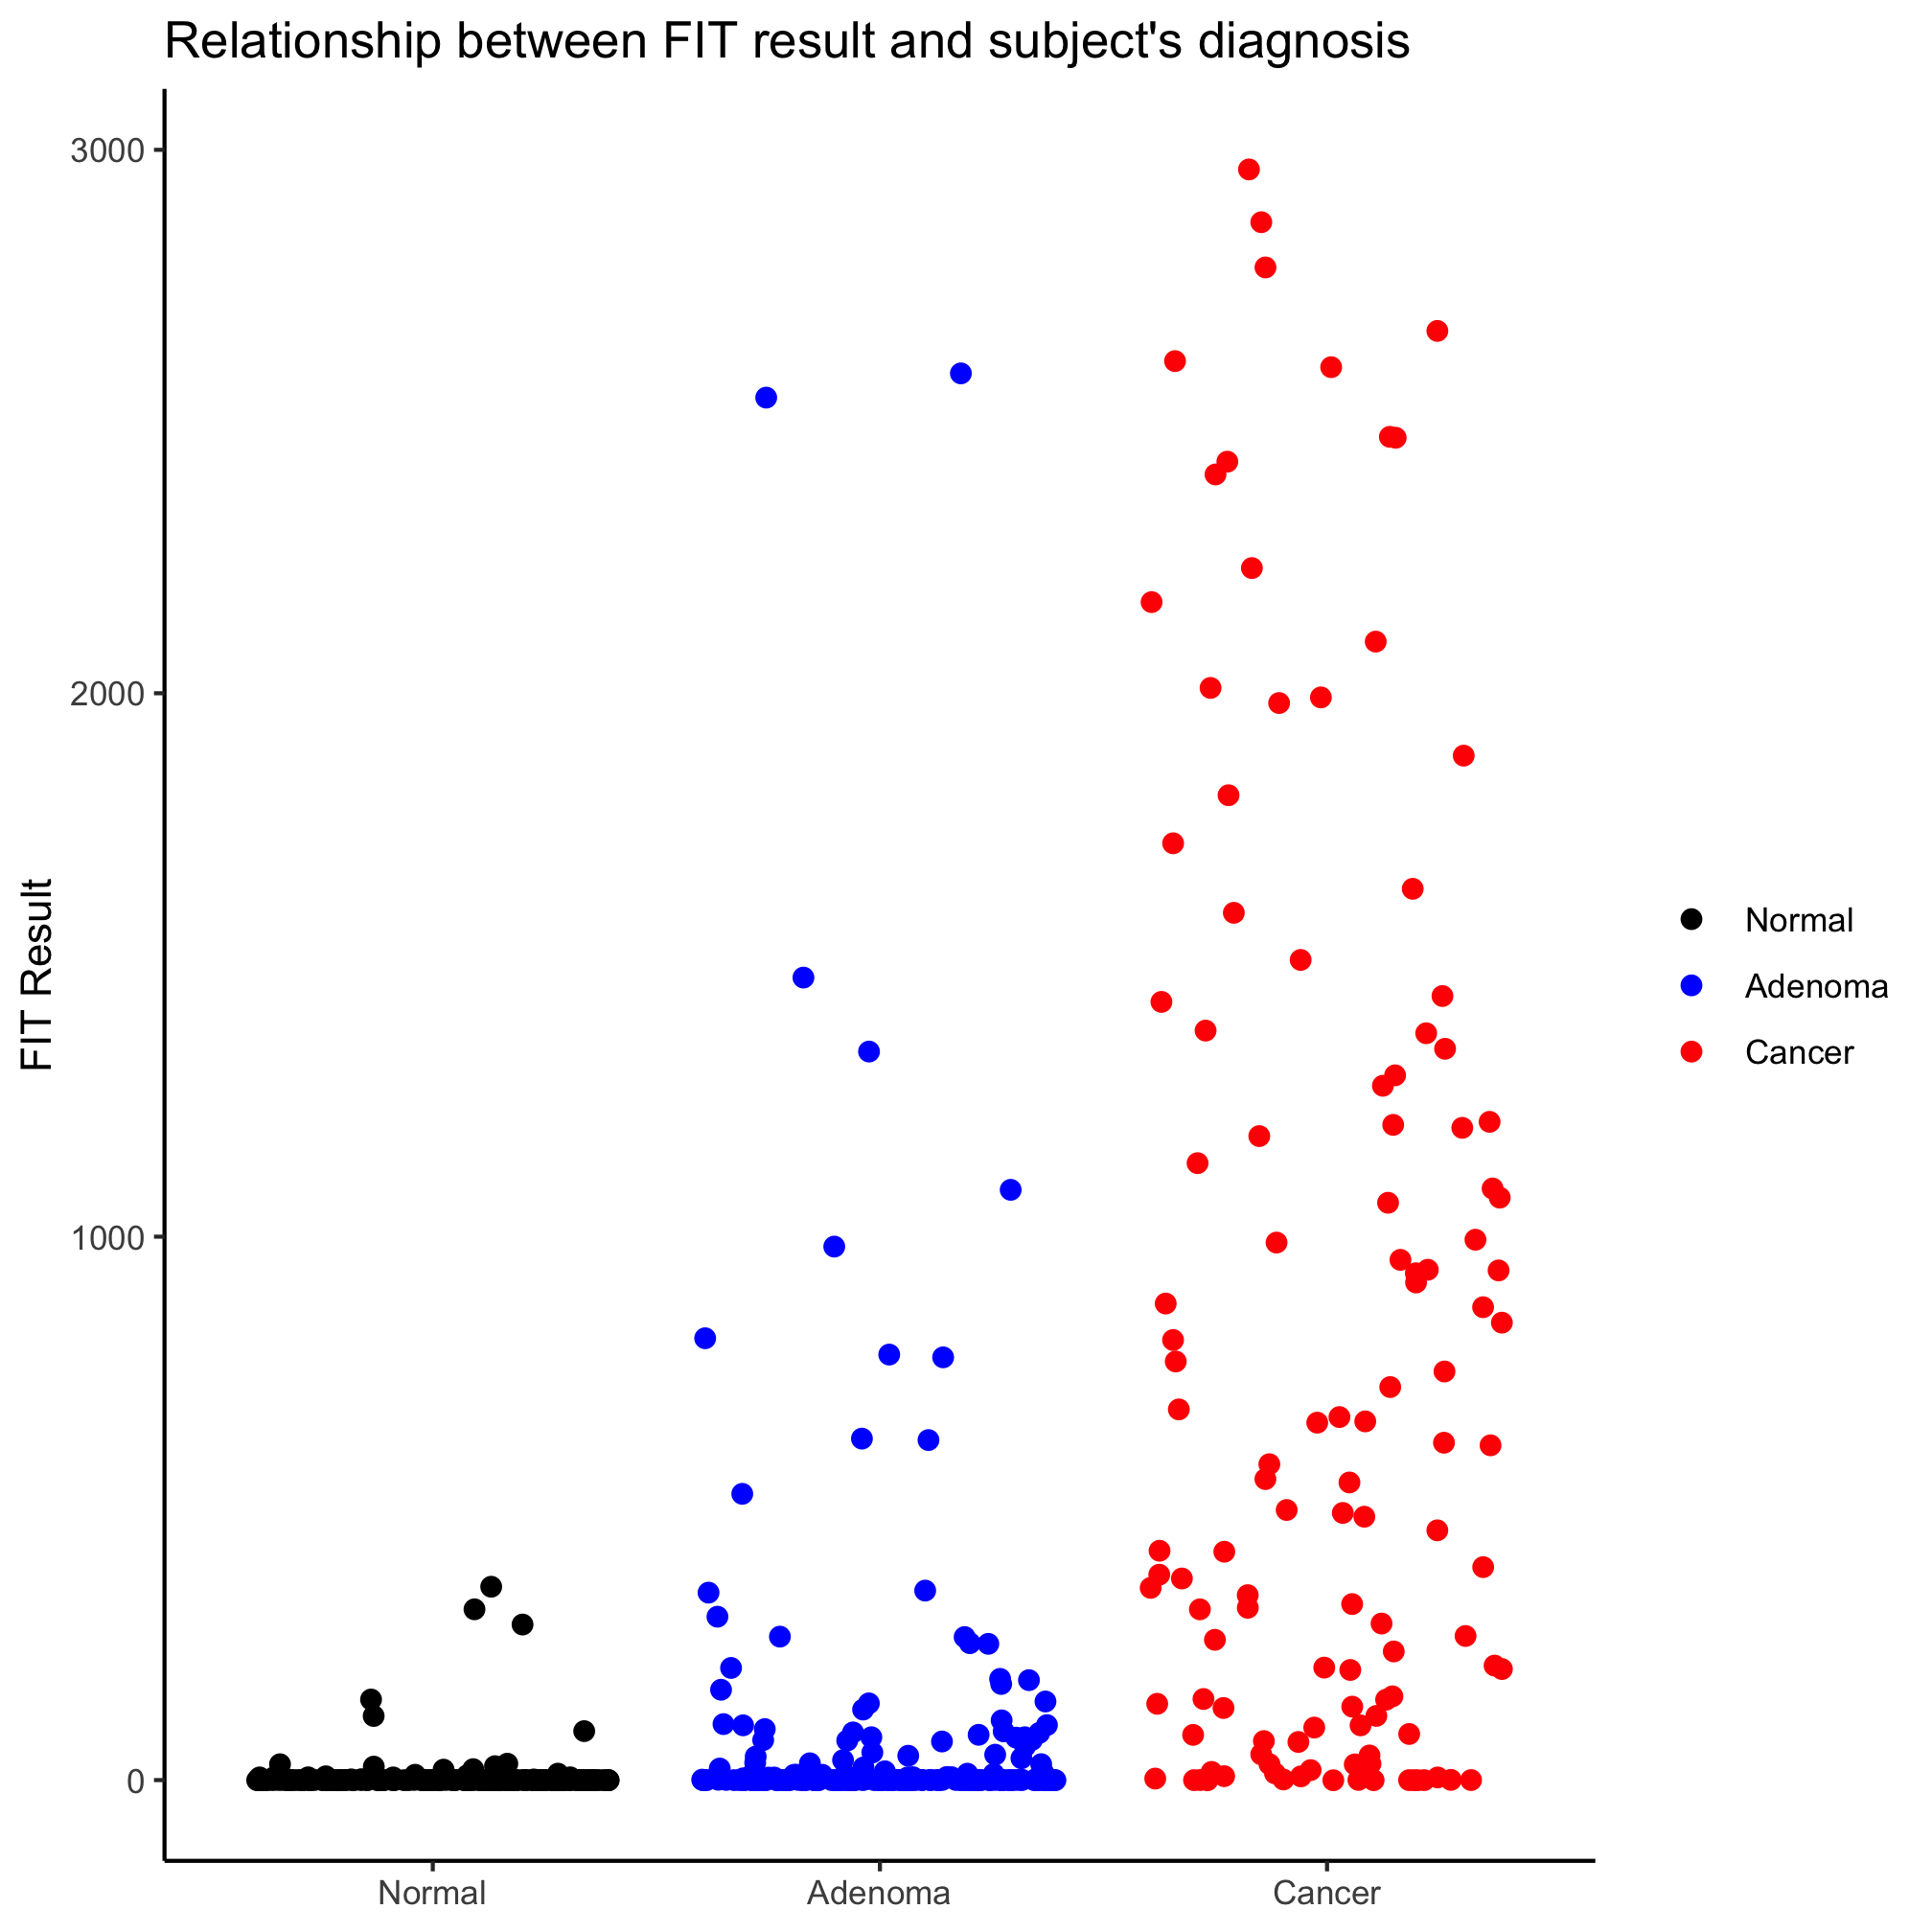 Relationship between FIT result and subject's diagnosis
3000
2000
1000
0
FIT Result
Normal
Adenoma
Cancer
Normal
Adenoma
Cancer